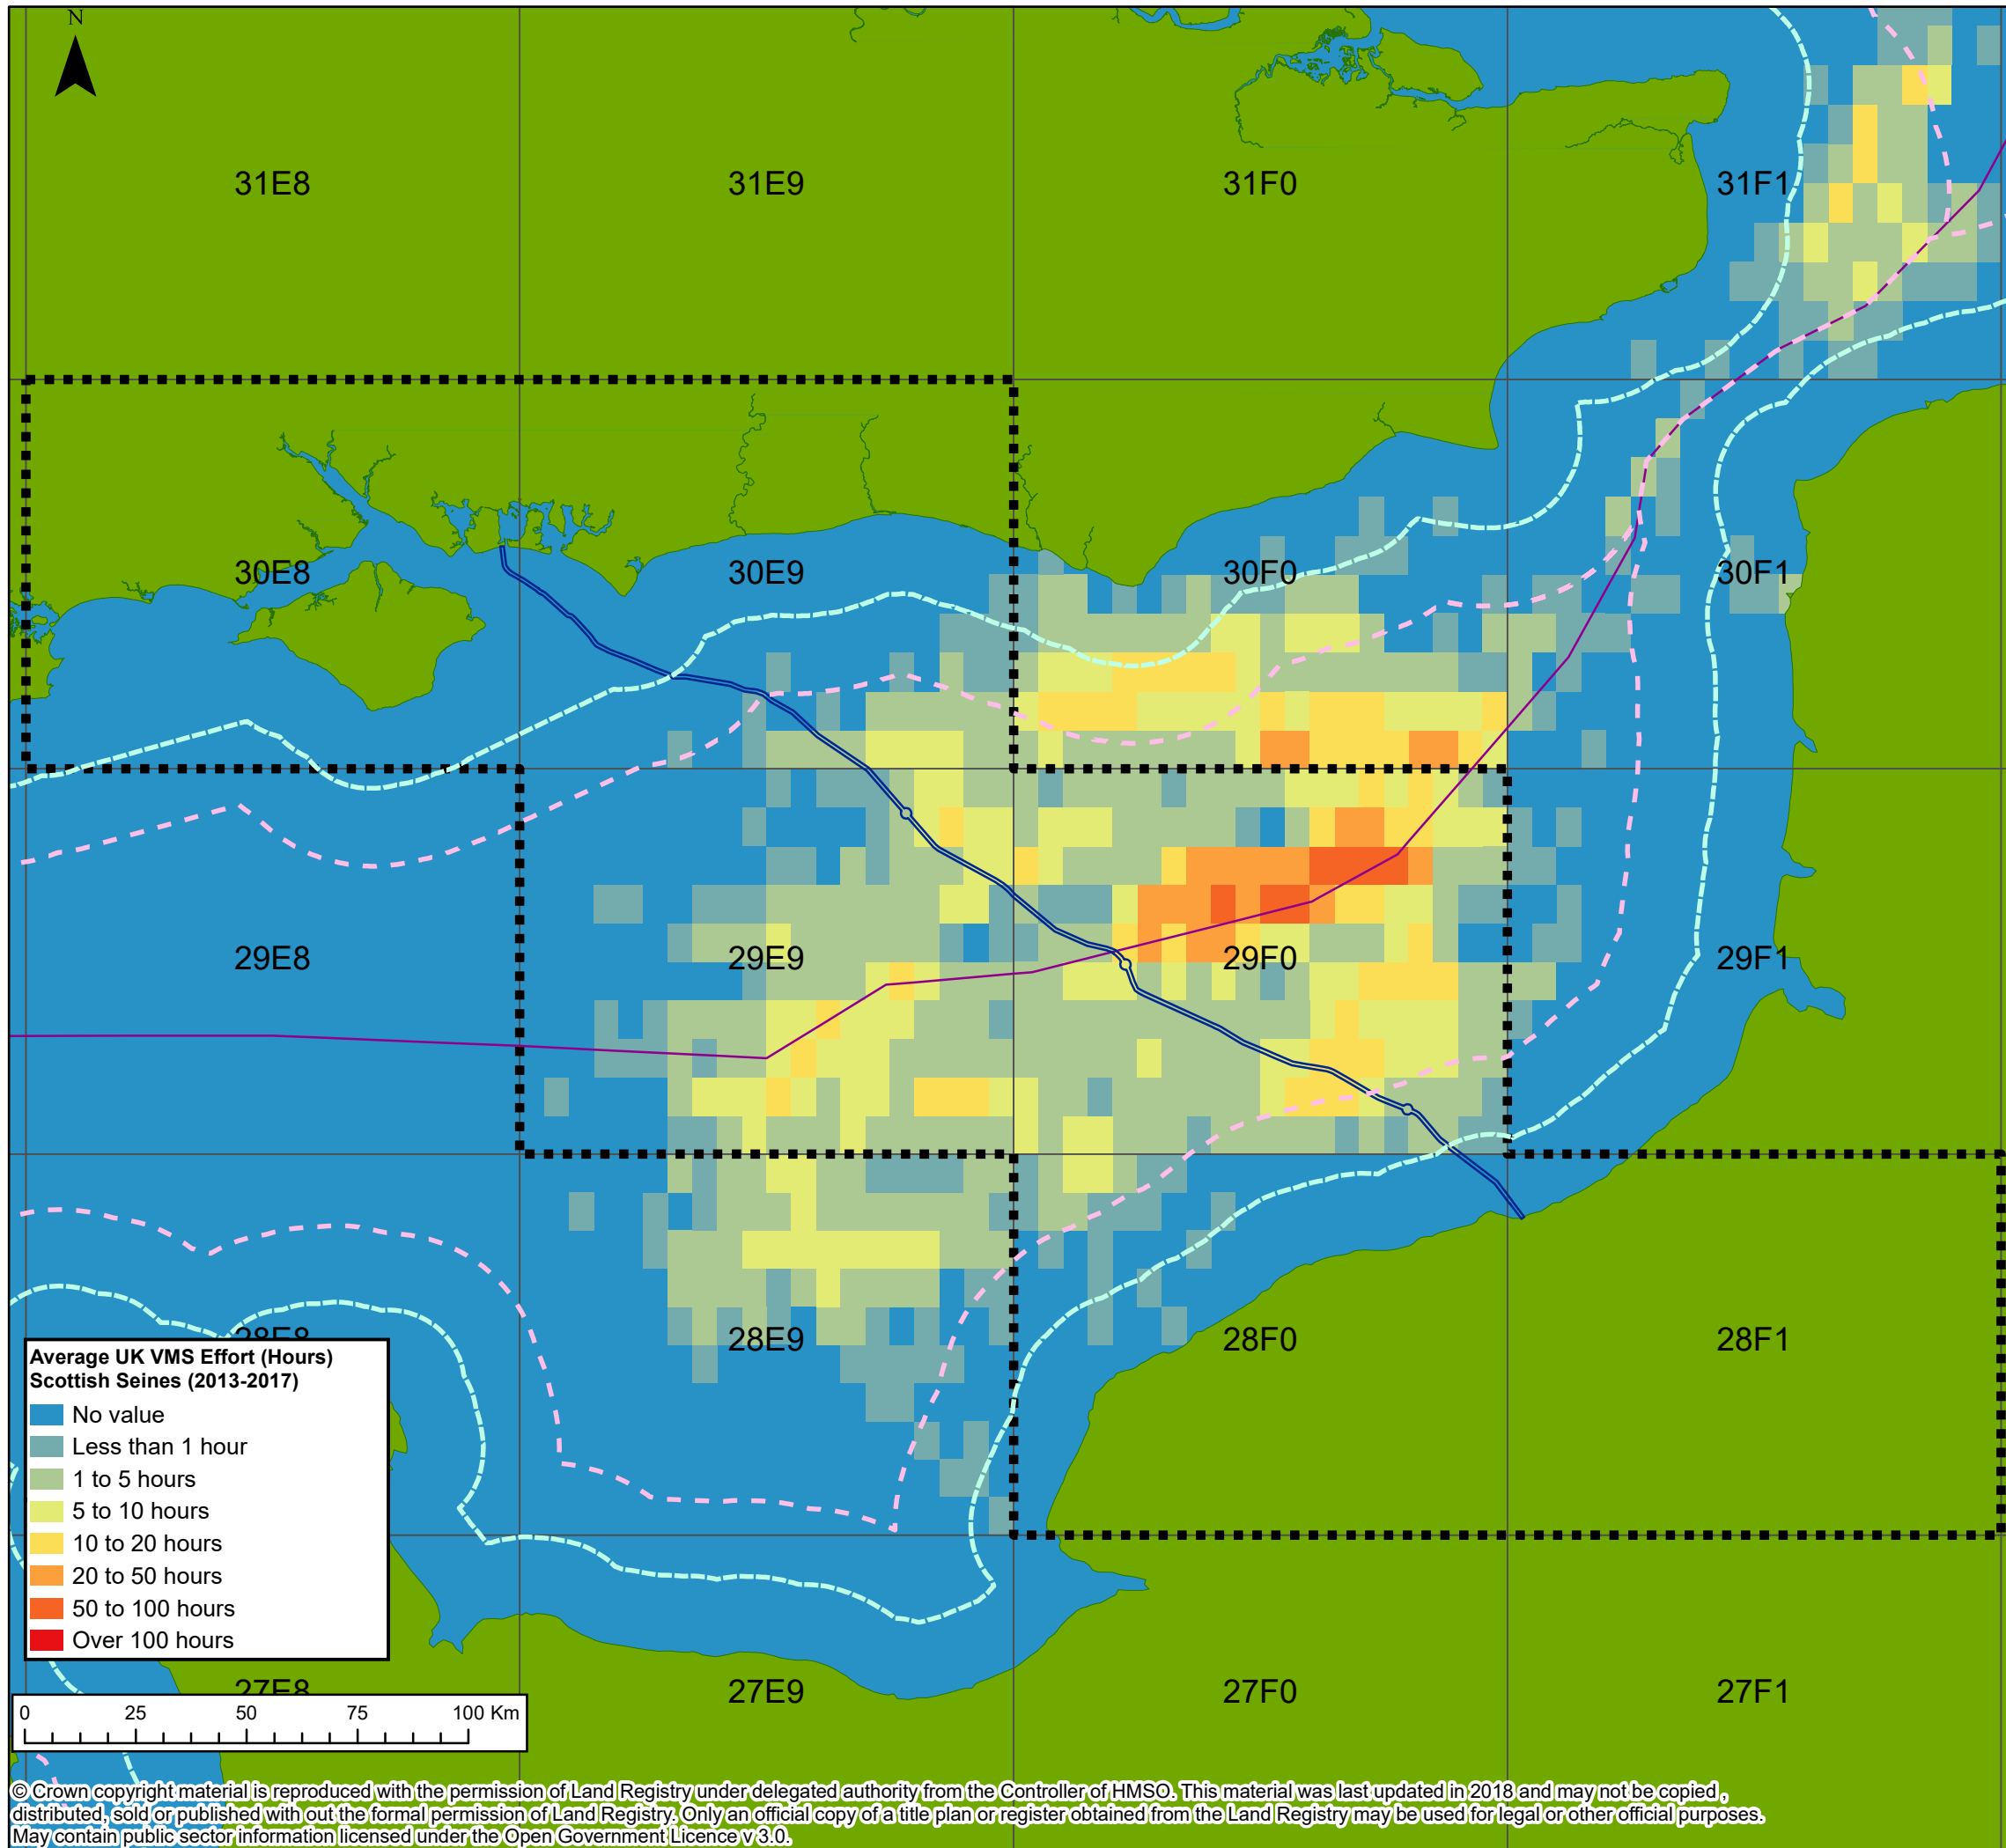 N
31E8 31E9 31F0 31F1
30E8 30E9 30F0 30F1
29E8 29E9 29F0 29F1
28E8 28E9 28F0 28F1
Average UK VMS Effort (Hours)
Scottish Seines (2013-2017)
No value
Less than 1 hour
1 to 5 hours
5 to 10 hours
10 to 20 hours
20 to 50 hours
50 to 100 hours
Over 100 hours
27E8 27E9 27F0 27F1
0 25 50 75 100 Km
© Crown copyright material is reproduced with the permission of Land Registry under delegated authority from the Controller of HMSO. This material was last updated in 2018 and may not be copied ,
distributed, sold or published with out the formal permission of Land Registry. Only an official copy of a title plan or register obtained from the Land Registry may be used for legal or other official purposes.
May contain public sector information licensed under the Open Government Licence v 3.0.